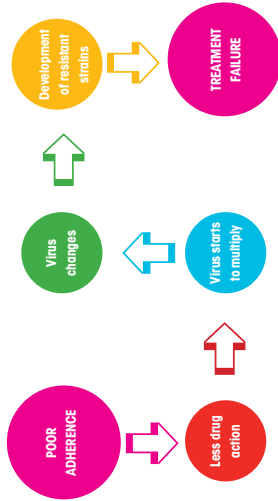 POOR
ADHERENCE
Less drug
action
Virus starts
to multiply
Virus
changes
Development
of resistant
strains
TREATMENT
FAILURE